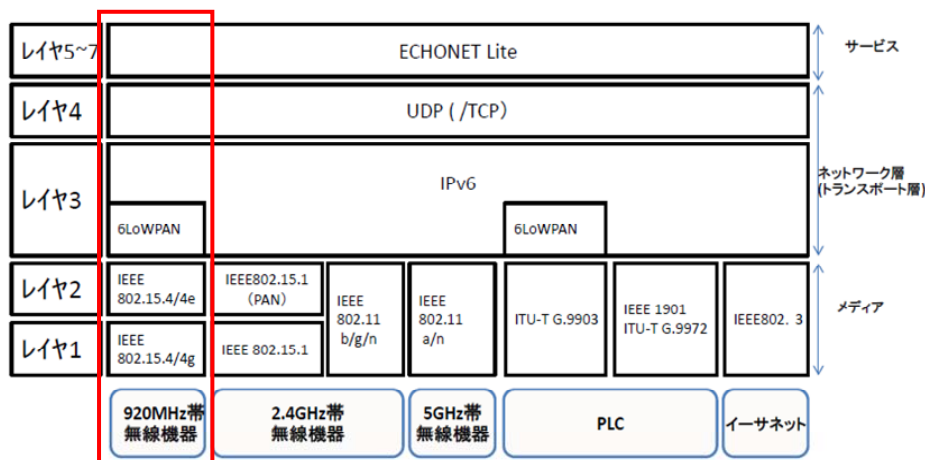 レイヤ5~7
ECHONET Lite
サービス
レイヤ4
UDP ( /TCP)
レイヤ3
IPv6
ネットワーク層
(トランスポート層)
6LoWPAN
6LoWPAN
レイヤ2
IEEE
802.15.4/4e
IEEE802.15.1
(PAN)
IEEE
802.11
b/g/n
IEEE
802.11
a/n
ITU-T G.9903
IEEE 1901
ITU-T G.9972
IEEE802. 3
メディア
レイヤ1
IEEE
802.15.4/4g
IEEE 802.15.1
920MHz帯
無線機器
2.4GHz帯
無線機器
5GHz帯
無線機器
PLC
イーサネット